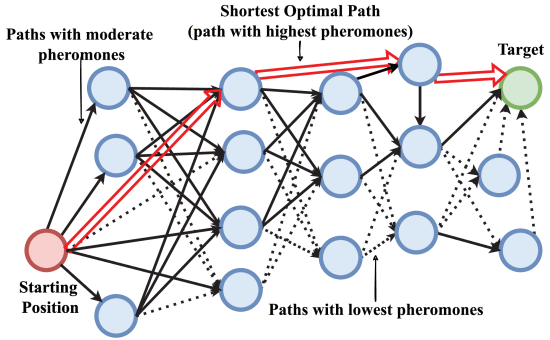 Shortest Optimal Path
(path with highest pheromones)
Paths with moderate
pheromones
Target
Starting
Position
Paths with lowest pheromones